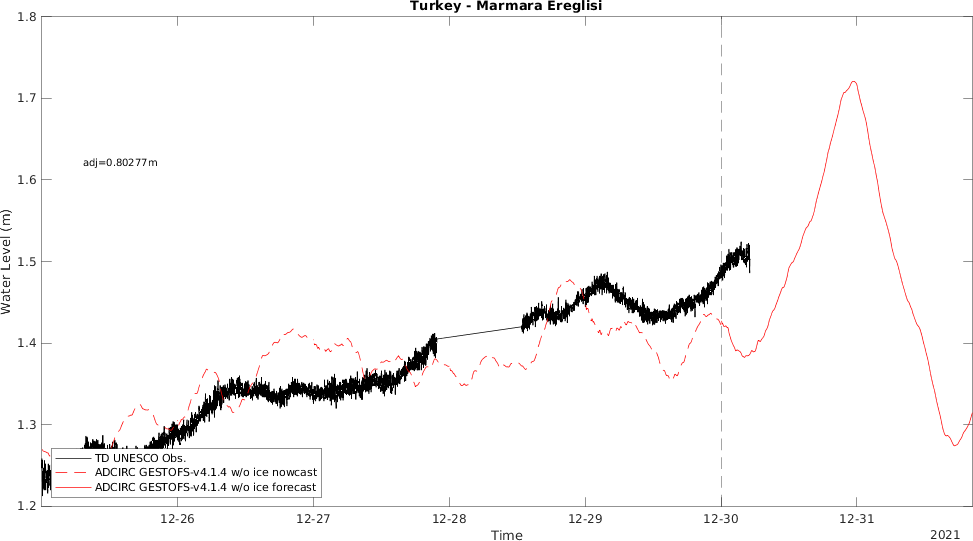 Turkey - Marmara Ereglisi
1.8
1.7
1.6
1.5
1.4
1.3
1.2
Water Level (m)
adj=0.80277m
TD UNESCO Obs.
ADCIRC GESTOFS-v4.1.4 w/o ice nowcast
ADCIRC GESTOFS-v4.1.4 w/o ice forecast
12-26 12-27 12-28 12-29 12-30 12-31
Time
2021